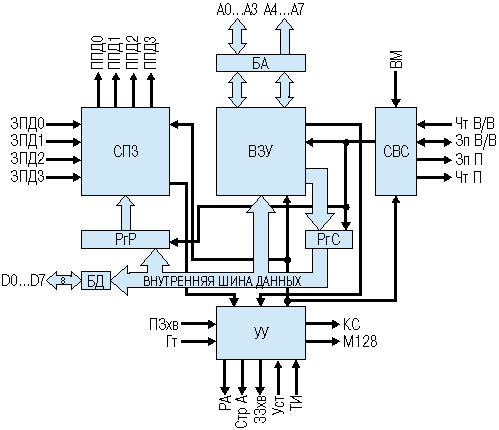 A0...A3 A4...A7
БА
ППД0
ППД1
ППД2
ППД3
ВМ
ЗПД0
ЗПД1
ЗПД2
ЗПД3
СПЗ
ВЗУ
СВС
Чт В/В
Зп В/В
Зп П
Чт П
РгР
РгС
D0...D7
8
БД
ВНУТРЕННЯЯ ШИНА ДАННЫХ
ПЗхв
Гт
УУ
КС
М128
РА
Стр А
ЗЗхв
Уст
ТИ